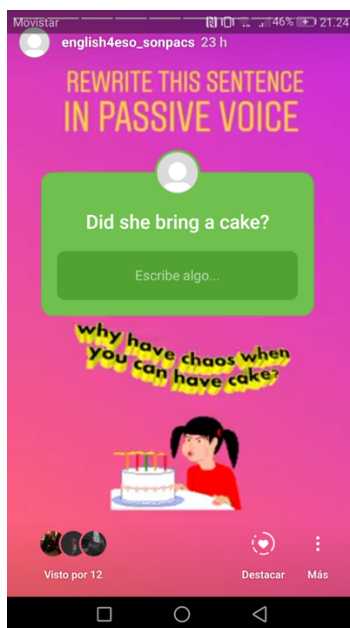 Movistar 46% 21:24
english4eso_sonpacs 23 h
REWRITE THIS SENTENCE
IN PASSIVE VOICE
Did she bring a cake?
Escribe algo...
why have chaos when
you can have cake?
Visto por 12 Destacar Más